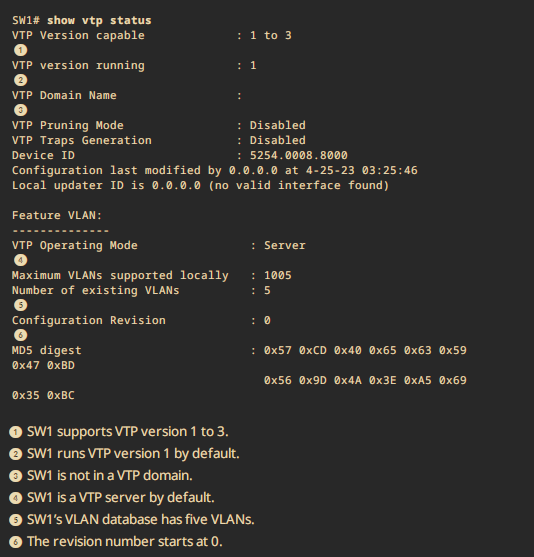 SW1# show vtp status
VTP Version capable : 1 to 3
1
VTP version running : 1
2
VTP Domain Name :
3
VTP Pruning Mode : Disabled
VTP Traps Generation : Disabled
Device ID : 5254.0008.8000
Configuration last modified by 0.0.0.0 at 4-25-23 03:25:46
Local updater ID is 0.0.0.0 (no valid interface found)
Feature VLAN:
--------------
VTP Operating Mode : Server
4
Maximum VLANs supported locally : 1005
Number of existing VLANs : 5
5
Configuration Revision : 0
6
MD5 digest : 0x57 0xCD 0x40 0x65 0x63 0x59
0x47 0xBD
0x56 0x9D 0x4A 0x3E 0xA5 0x69
0x35 0xBC
1 SW1 supports VTP version 1 to 3.
2 SW1 runs VTP version 1 by default.
3 SW1 is not in a VTP domain.
4 SW1 is a VTP server by default.
5 SW1’s VLAN database has five VLANs.
6 The revision number starts at 0.